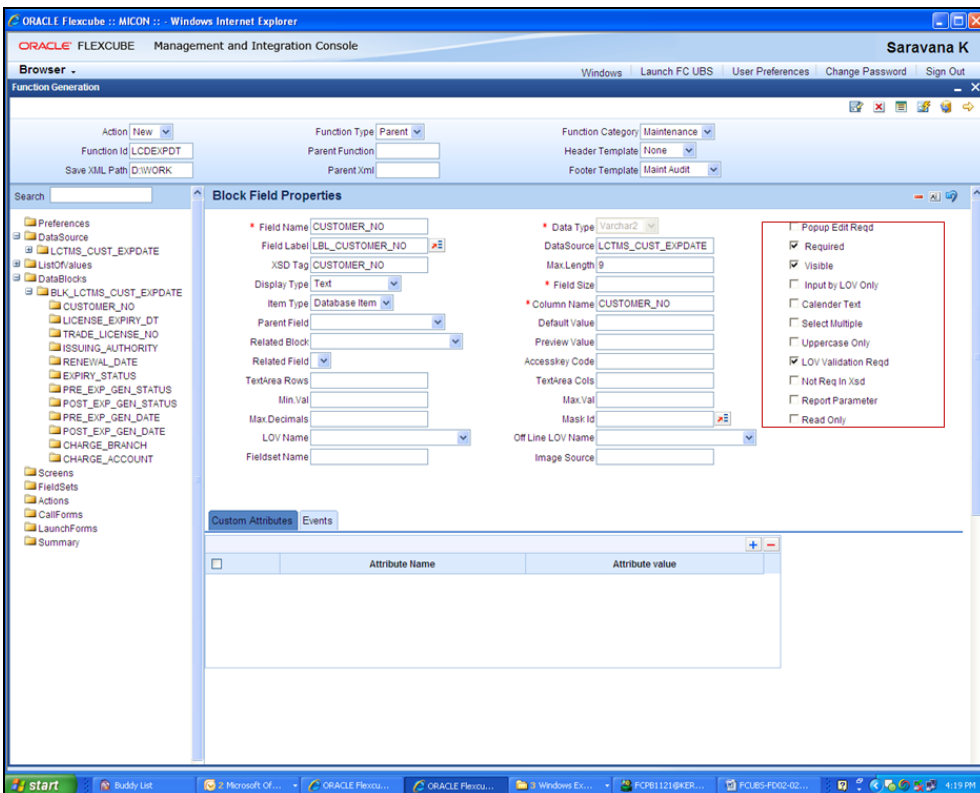 ORACLE Flexcube :: MICON :: - Windows Internet Explorer
ORACLE FLEXCUBE Management and Integration Console
Saravana K
Browser
Windows Launch FC UBS User Preferences Change Password Sign Out
Function Generation
Action New Function Type Parent Function Category Maintenance
Function Id LCDEXPDT Parent Function Header Template None
Save XML Path D:\WORK Parent Xml Footer Template Maint Audit
Search
Preferences
DataSource
LCTMS_CUST_EXPDATE
ListOfValues
DataBlocks
BLK_LCTMS_CUST_EXPDATE
CUSTOMER_NO
LICENSE_EXPIRY_DT
TRADE_LICENSE_NO
ISSUING_AUTHORITY
RENEWAL_DATE
EXPIRY_STATUS
PRE_EXP_GEN_STATUS
POST_EXP_GEN_STATUS
PRE_EXP_GEN_DATE
POST_EXP_GEN_DATE
CHARGE_BRANCH
CHARGE_ACCOUNT
Screens
FieldSets
Actions
CallForms
LaunchForms
Summary
Block Field Properties
* Field Name CUSTOMER_NO * Data Type Varchar2 Popup Edit Reqd
Field Label LBL_CUSTOMER_NO DataSource LCTMS_CUST_EXPDATE Required
XSD Tag CUSTOMER_NO Max.Length 9 Visible
Display Type Text * Field Size Input by LOV Only
Item Type Database Item * Column Name CUSTOMER_NO Calender Text
Parent Field Default Value Select Multiple
Related Block Preview Value Uppercase Only
Related Field Accesskey Code LOV Validation Reqd
TextArea Rows TextArea Cols Not Req In Xsd
Min.Val Max.Val Report Parameter
Max.Decimals Mask Id Read Only
LOV Name Off Line LOV Name
Fieldset Name Image Source
Custom Attributes Events
Attribute Name Attribute value
start Buddy List 2 Microsoft Of... ORACLE Flexcu... ORACLE Flexcu... 3 Windows Ex... FCPB1121@KER... FCUBS-FD02-02... 4:19 PM